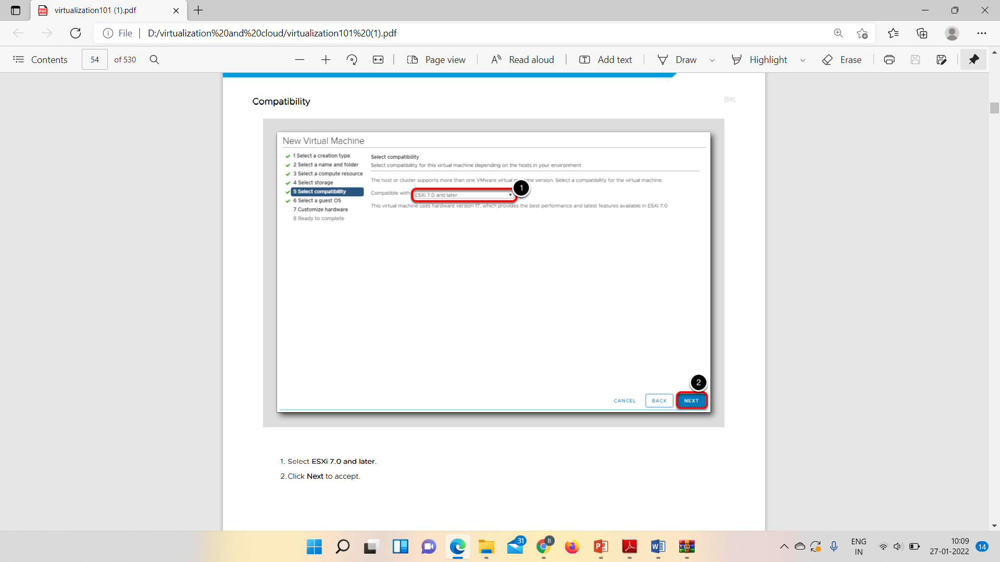 virtualization101 (1).pdf
File | D:/virtualization%20and%20cloud/virtualization101%20(1).pdf
Contents 54 of 530 Page view Read aloud Add text Draw Highlight Erase
Compatibility [59]
New Virtual Machine
1 Select a creation type
2 Select a name and folder
3 Select a compute resource
4 Select storage
5 Select compatibility
6 Select a guest OS
7 Customize hardware
8 Ready to complete
Select compatibility
Select compatibility for this virtual machine depending on the hosts in your environment
The host or cluster supports more than one VMware virtual ine version. Select a compatibility for the virtual machine.
1
Compatible with: ESXi 7.0 and later
This virtual machine uses hardware version 17, which provides the best performance and latest features available in ESXi 7.0
2
CANCEL BACK NEXT
1. Select ESXi 7.0 and later.
2. Click Next to accept.
31 B
ENG
IN
10:09
27-01-2022
14